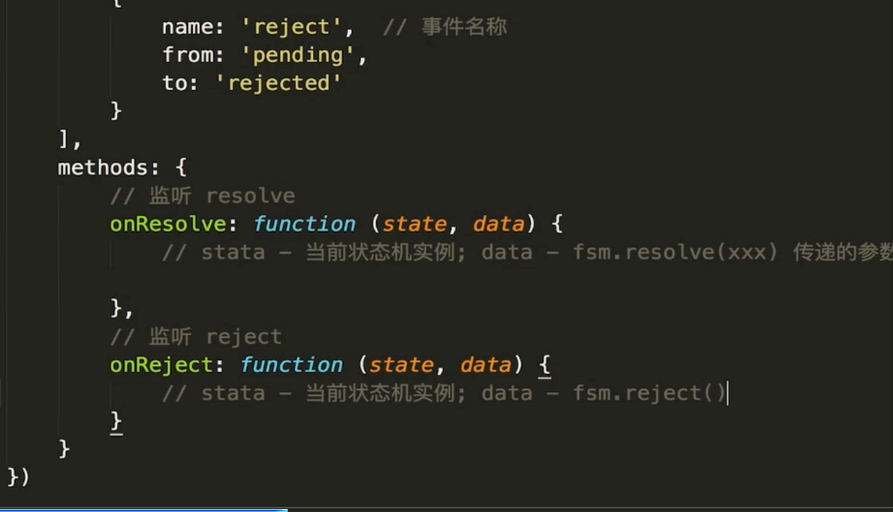 {
name: 'reject',  // 事件名称
from: 'pending',
to: 'rejected'
}
],
methods: {
// 监听 resolve
onResolve: function (state, data) {
// stata - 当前状态机实例; data - fsm.resolve(xxx) 传递的参数
},
// 监听 reject
onReject: function (state, data) {
// stata - 当前状态机实例; data - fsm.reject()
}
}
})